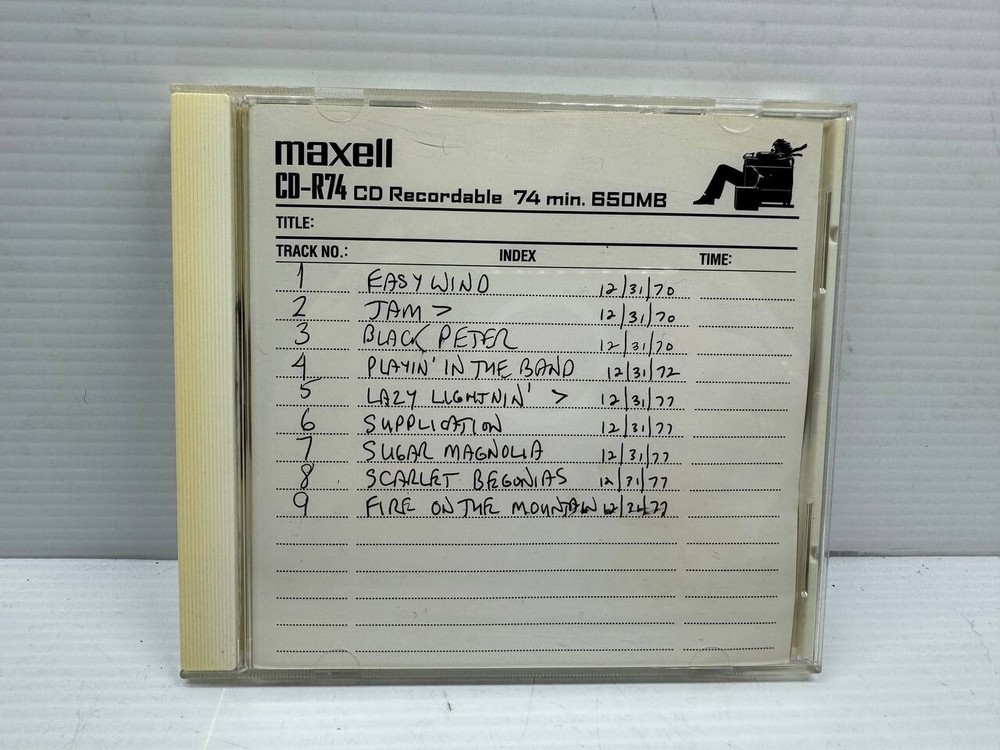 maxell
CD-R74 CD Recordable 74 min. 650MB
TITLE:
TRACK NO.: INDEX TIME:
1 EASY WIND 12/31/70
2 JAM > 12/31/70
3 BLACK PETER 12/31/70
4 PLAYIN' IN THE BAND 12/31/72
5 LAZY LIGHTNIN' > 12/31/77
6 SUPPLICATION 12/31/77
7 SUGAR MAGNOLIA 12/31/77
8 SCARLET BEGONIAS 12/31/77
9 FIRE ON THE MOUNTAIN